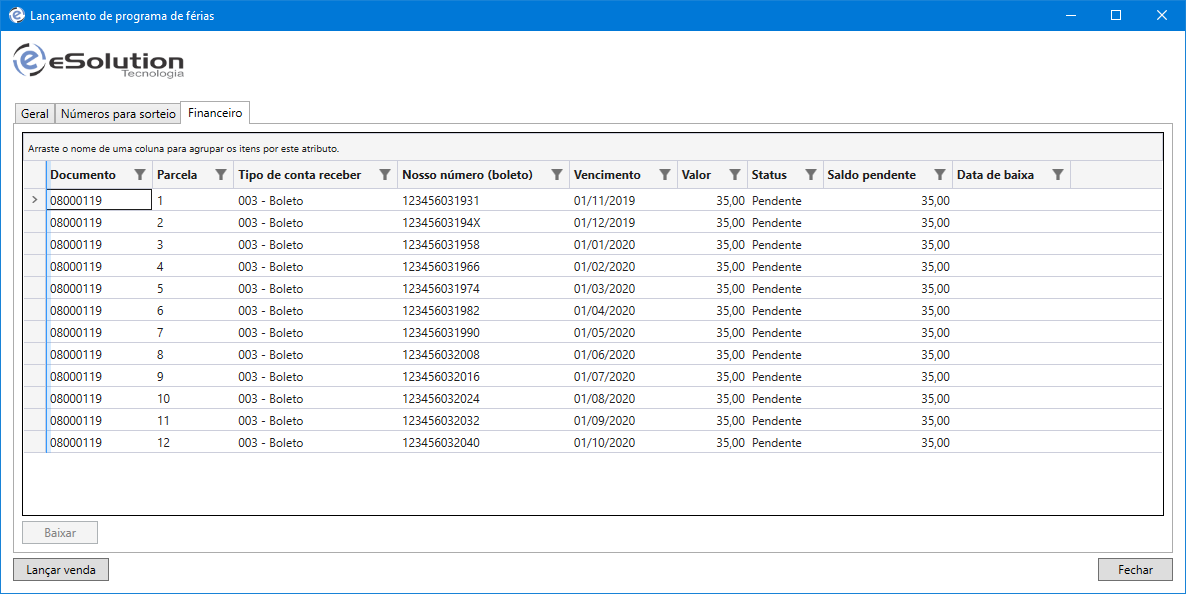 Lançamento de programa de férias
eSolution
Tecnologia
Geral Números para sorteio Financeiro
Arraste o nome de uma coluna para agrupar os itens por este atributo.
Documento Parcela Tipo de conta receber Nosso número (boleto) Vencimento Valor Status Saldo pendente Data de baixa
08000119 1 003 - Boleto 123456031931 01/11/2019 35,00 Pendente 35,00
08000119 2 003 - Boleto 12345603194X 01/12/2019 35,00 Pendente 35,00
08000119 3 003 - Boleto 123456031958 01/01/2020 35,00 Pendente 35,00
08000119 4 003 - Boleto 123456031966 01/02/2020 35,00 Pendente 35,00
08000119 5 003 - Boleto 123456031974 01/03/2020 35,00 Pendente 35,00
08000119 6 003 - Boleto 123456031982 01/04/2020 35,00 Pendente 35,00
08000119 7 003 - Boleto 123456031990 01/05/2020 35,00 Pendente 35,00
08000119 8 003 - Boleto 123456032008 01/06/2020 35,00 Pendente 35,00
08000119 9 003 - Boleto 123456032016 01/07/2020 35,00 Pendente 35,00
08000119 10 003 - Boleto 123456032024 01/08/2020 35,00 Pendente 35,00
08000119 11 003 - Boleto 123456032032 01/09/2020 35,00 Pendente 35,00
08000119 12 003 - Boleto 123456032040 01/10/2020 35,00 Pendente 35,00
Baixar
Lançar venda Fechar